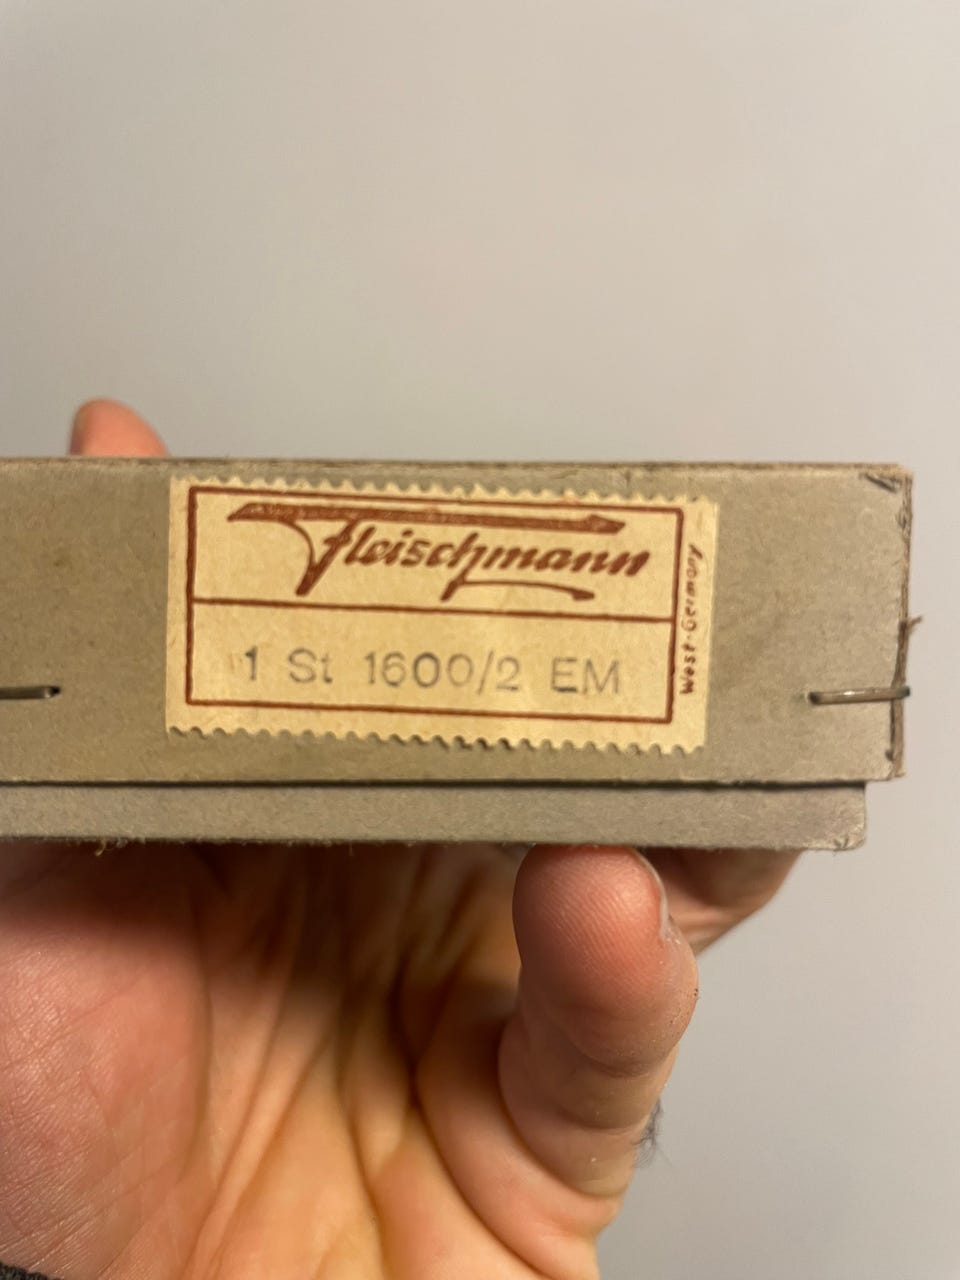 Fleischmann
1 St 1600/2 EM
West-Germany